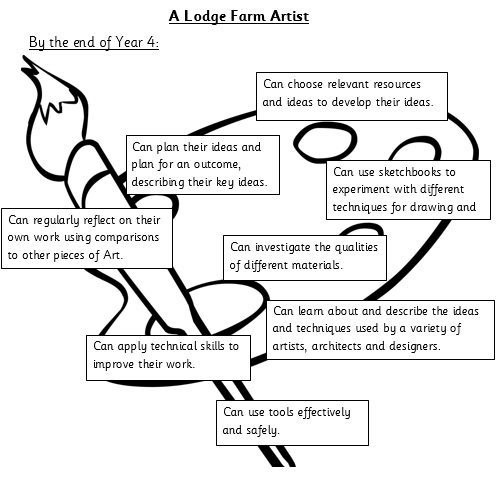 A Lodge Farm Artist
By the end of Year 4:
Can choose relevant resources
and ideas to develop their ideas.
Can plan their ideas and
plan for an outcome,
describing their key ideas.
Can use sketchbooks to
experiment with different
techniques for drawing and
Can regularly reflect on their
own work using comparisons
to other pieces of Art.
Can investigate the qualities
of different materials.
Can learn about and describe the ideas
and techniques used by a variety of
artists, architects and designers.
Can apply technical skills to
improve their work.
Can use tools effectively
and safely.